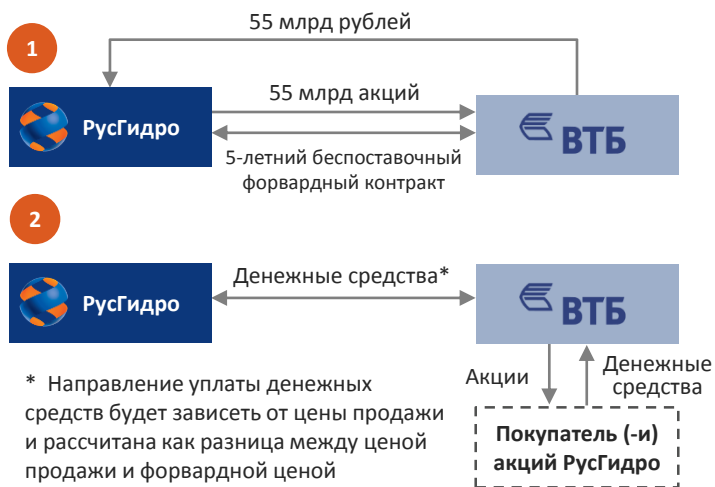 55 млрд рублей
1
55 млрд акций
РусГидро
ВТБ
5-летний беспоставочный
форвардный контракт
2
Денежные средства*
РусГидро
ВТБ
Акции
Денежные
средства
* Направление уплаты денежных
средств будет зависеть от цены продажи
и рассчитана как разница между ценой
продажи и форвардной ценой
Покупатель (-и)
акций РусГидро